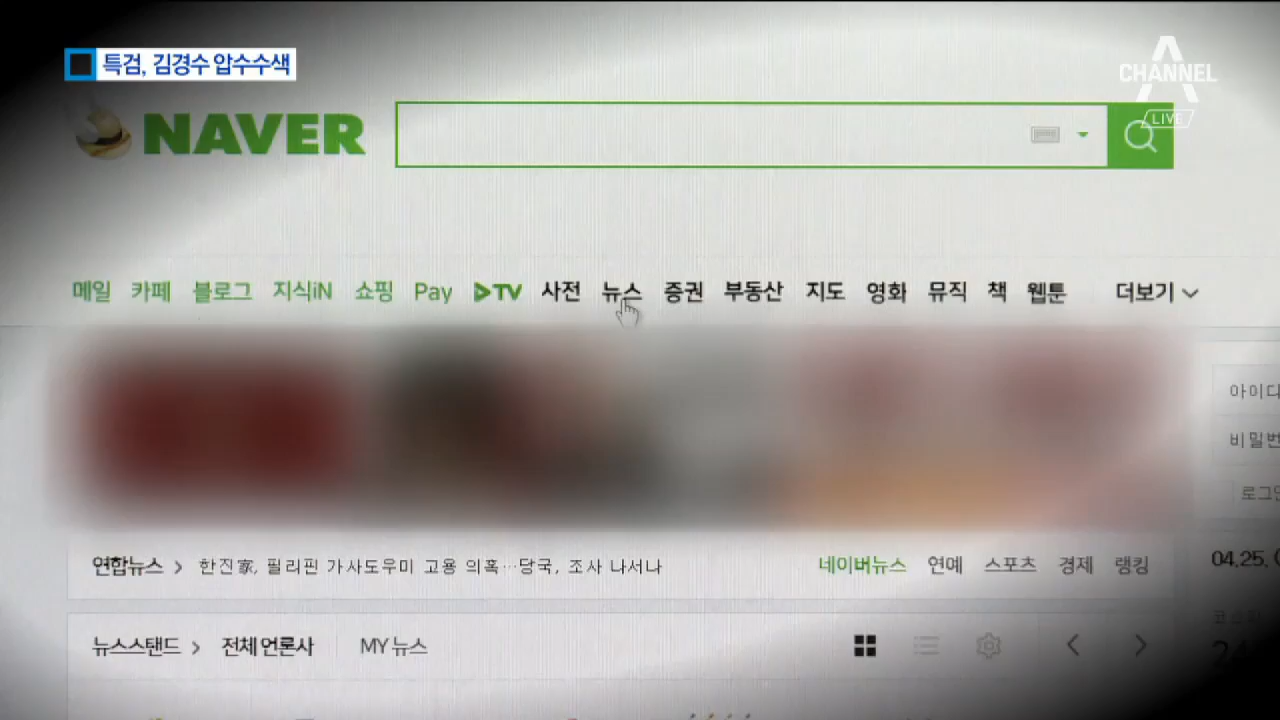 특검, 김경수 압수수색
CHANNEL A
LIVE
NAVER
메일 카페 블로그 지식iN 쇼핑 Pay TV 사전 뉴스 증권 부동산 지도 영화 뮤직 책 웹툰 더보기
아이디
비밀번
로그인
연합뉴스 > 한진家, 필리핀 가사도우미 고용 의혹…당국, 조사 나서나
네이버뉴스 연예 스포츠 경제 랭킹
04.25.
뉴스스탠드 > 전체 언론사 MY 뉴스